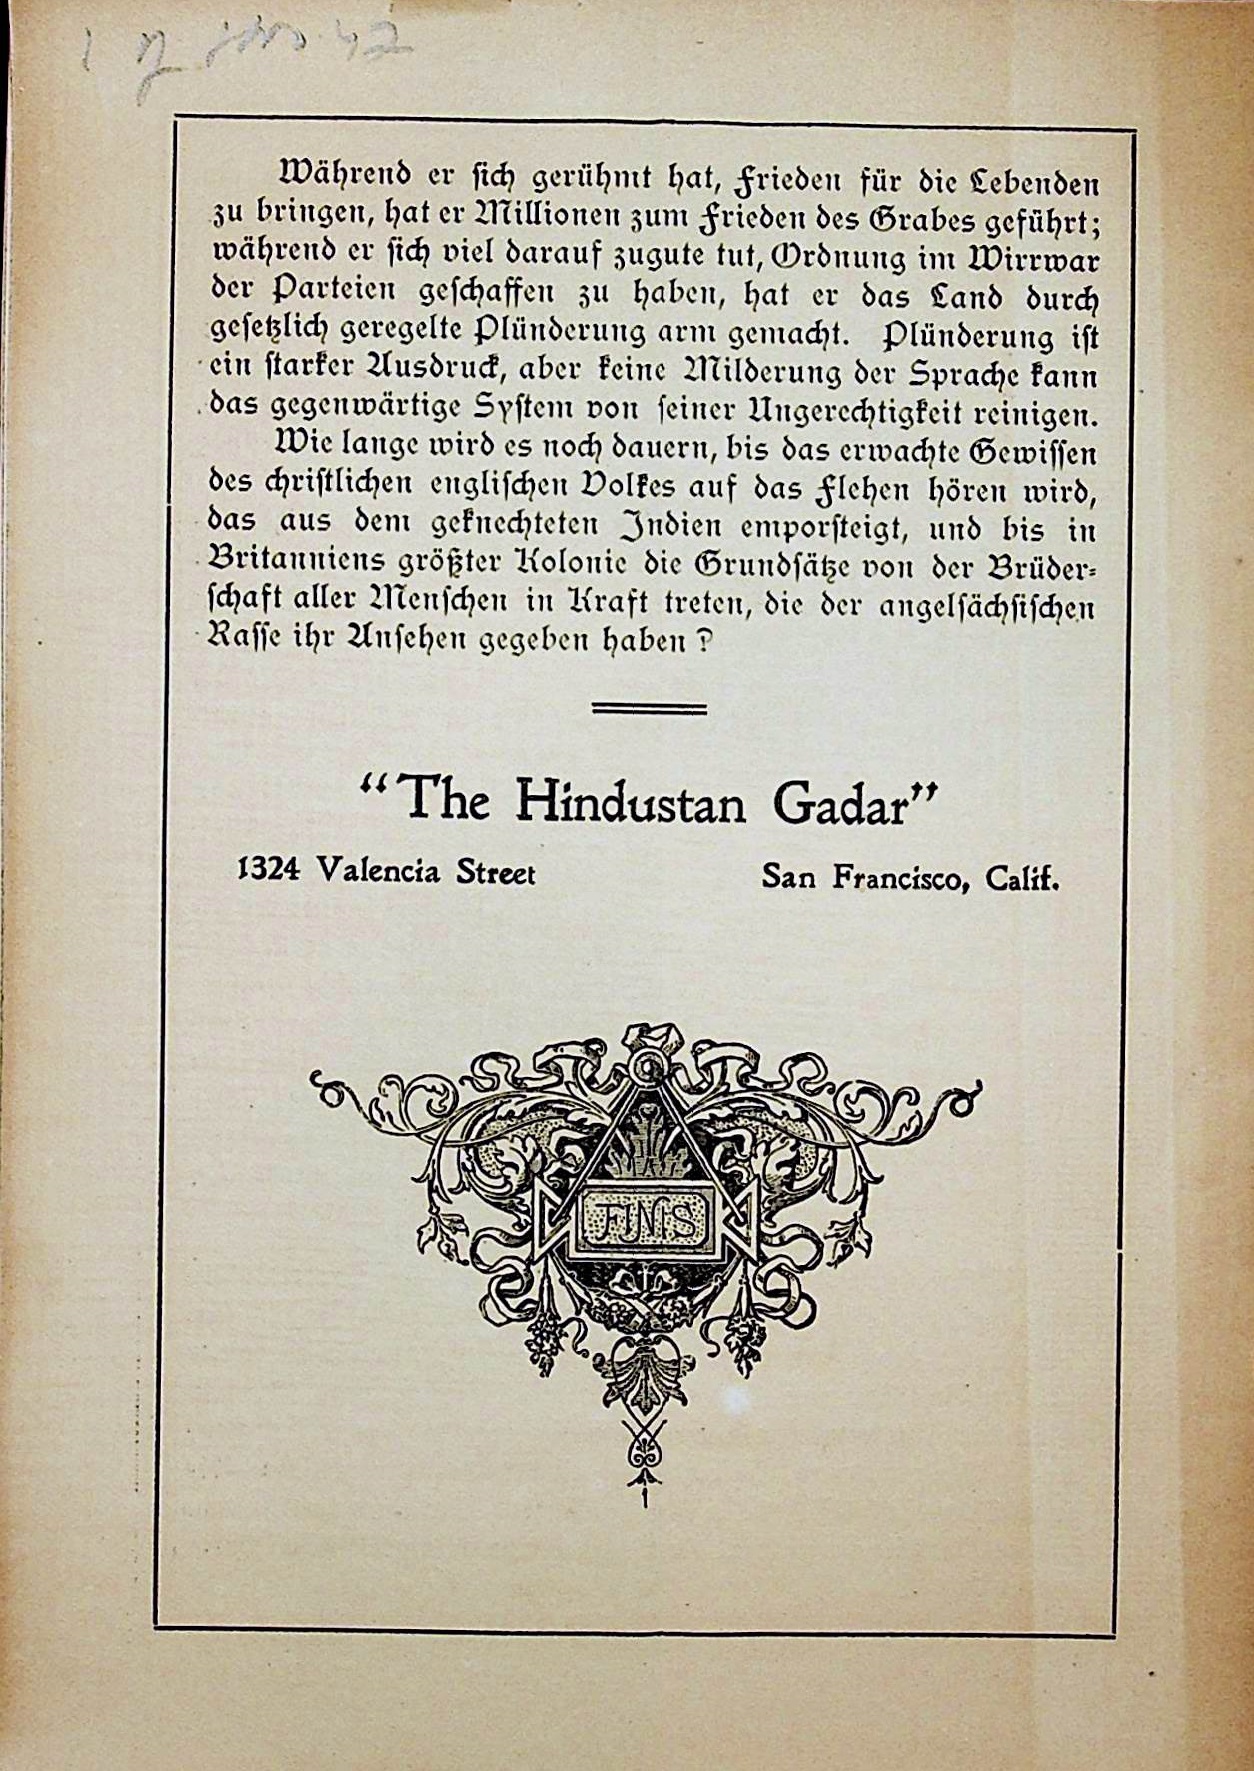 Während er sich gerühmt hat, Frieden für die Lebenden
zu bringen, hat er Millionen zum Frieden des Grabes geführt;
während er sich viel darauf zugute tut, Ordnung im Wirrwar
der Parteien geschaffen zu haben, hat er das Land durch
gesetzlich geregelte Plünderung arm gemacht. Plünderung ist
ein starker Ausdruck, aber keine Milderung der Sprache kann
das gegenwärtige System von seiner Ungerechtigkeit reinigen.
Wie lange wird es noch dauern, bis das erwachte Gewissen
des christlichen englischen Volkes auf das Flehen hören wird,
das aus dem geknechteten Indien emporsteigt, und bis in
Britanniens größter Kolonie die Grundsätze von der Brüder-
schaft aller Menschen in Kraft treten, die der angelsächsischen
Rasse ihr Ansehen gegeben haben?
"The Hindustan Gadar"
1324 Valencia Street San Francisco, Calif.
FINIS